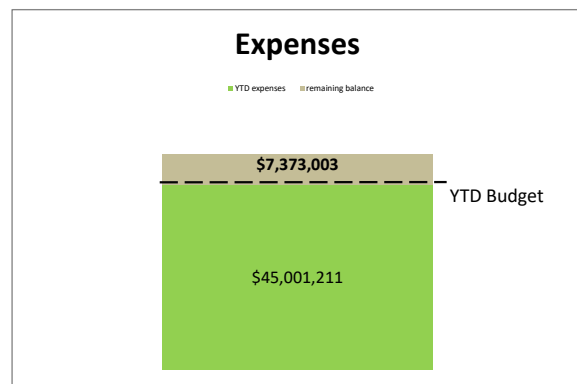 Expenses
YTD expenses remaining balance
$7,373,003
YTD Budget
$45,001,211